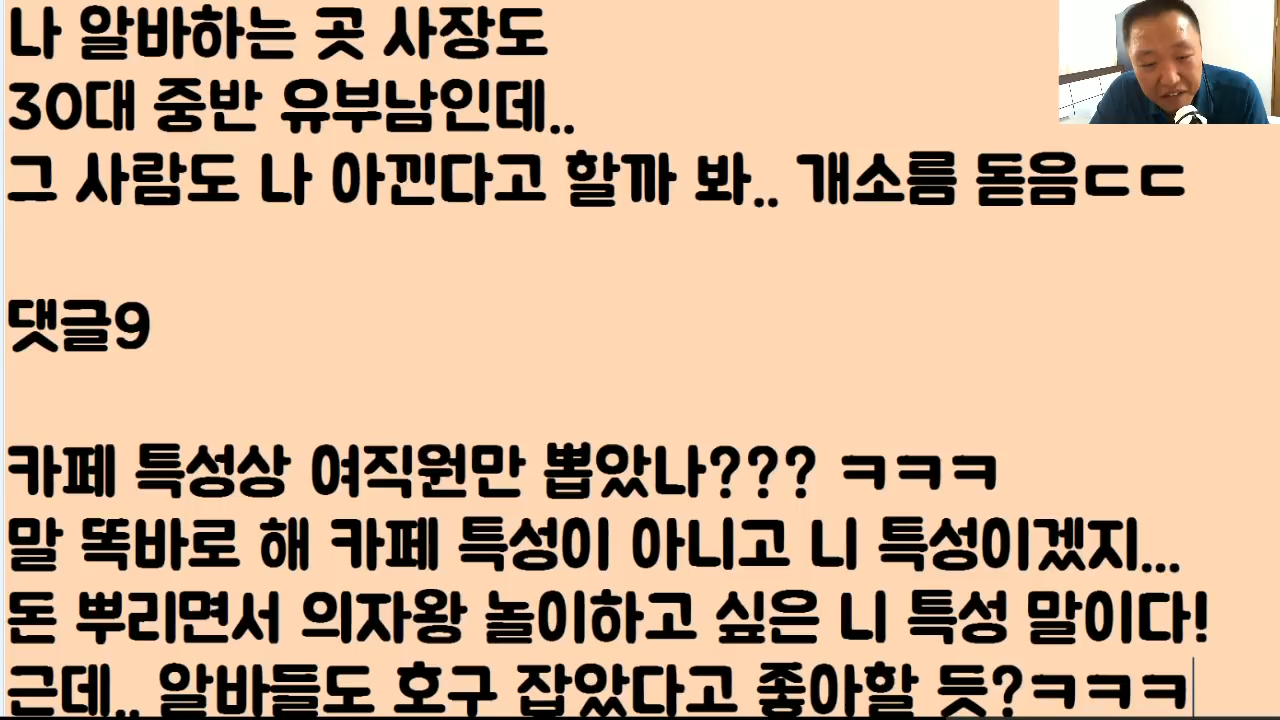 나 알바하는 곳 사장도
30대 중반 유부남인데..
그 사람도 나 아낀다고 할까 봐.. 개소름 돋음ㄷㄷ
댓글9
카페 특성상 여직원만 뽑았나??? ㅋㅋㅋ
말 똑바로 해 카페 특성이 아니고 니 특성이겠지...
돈 뿌리면서 의자왕 놀이하고 싶은 니 특성 말이다!
근데.. 알바들도 호구 잡았다고 좋아할 듯?ㅋㅋㅋ